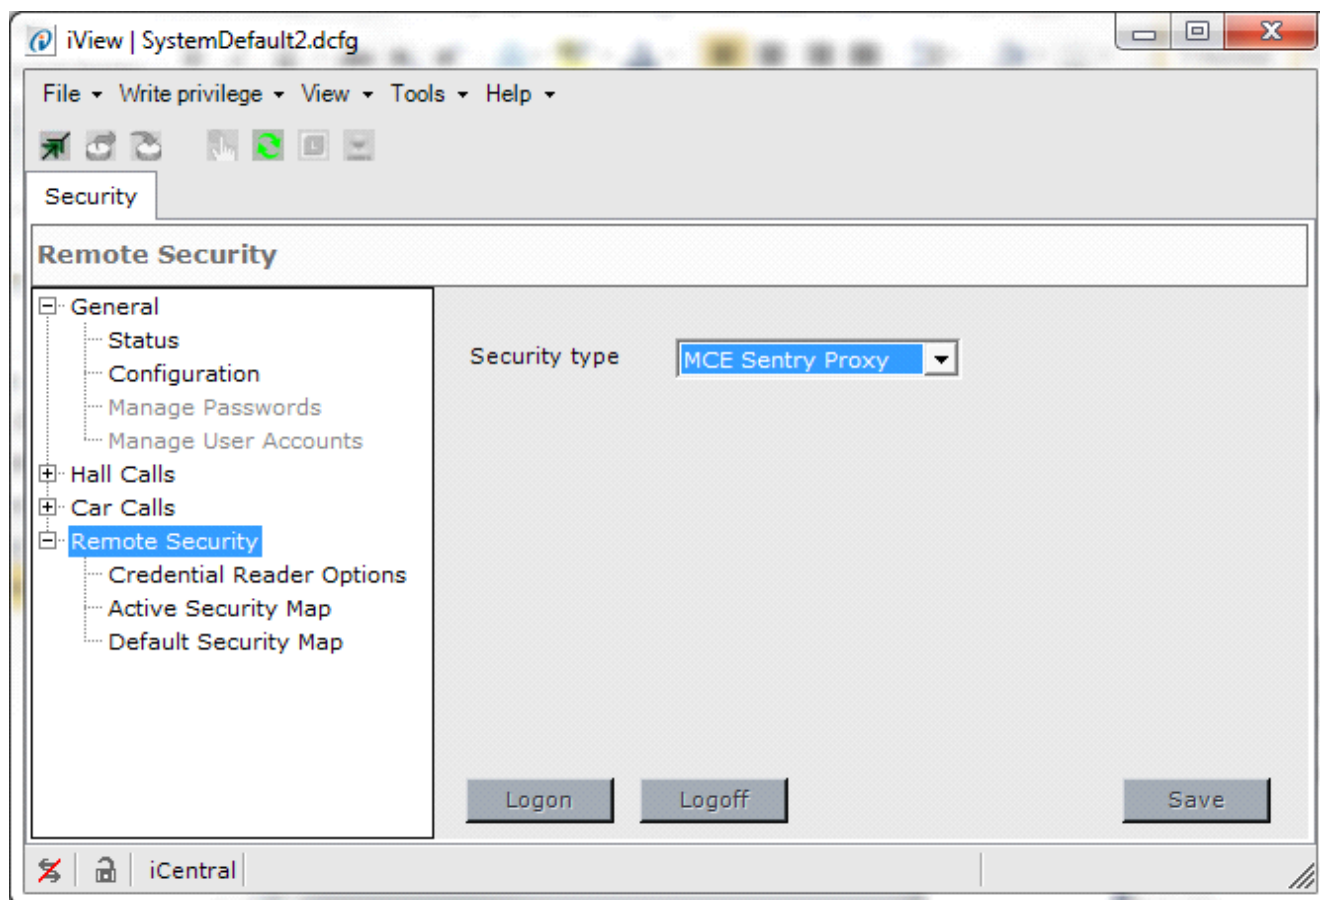 iView | SystemDefault2.dcfg
File Write privilege View Tools Help
Security
Remote Security
General
Status
Configuration
Manage Passwords
Manage User Accounts
Hall Calls
Car Calls
Remote Security
Credential Reader Options
Active Security Map
Default Security Map
Security type MCE Sentry Proxy
Logon Logoff Save
iCentral